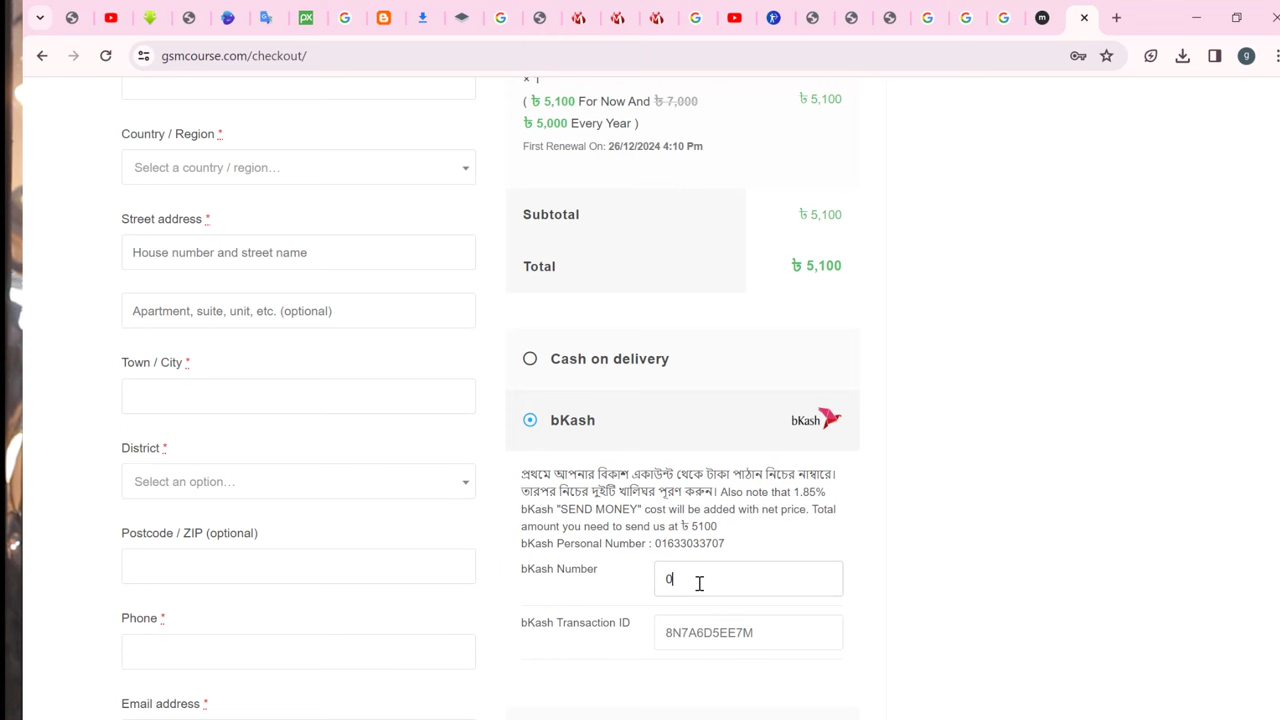 gsmcourse.com/checkout/
× 1
( ৳ 5,100 For Now And ৳ 7,000
৳ 5,000 Every Year )
First Renewal On: 26/12/2024 4:10 Pm
৳ 5,100
Country / Region *
Select a country / region…
Street address *
House number and street name
Apartment, suite, unit, etc. (optional)
Town / City *
District *
Select an option…
Postcode / ZIP (optional)
Phone *
Email address *
Subtotal ৳ 5,100
Total ৳ 5,100
Cash on delivery
bKash bKash
প্রথমে আপনার বিকাশ একাউন্ট থেকে টাকা পাঠান নিচের নাম্বারে।
তারপর নিচের দুইটি খালিঘর পূরণ করুন। Also note that 1.85%
bKash "SEND MONEY" cost will be added with net price. Total
amount you need to send us at ৳ 5100
bKash Personal Number : 01633033707
bKash Number 0
bKash Transaction ID 8N7A6D5EE7M